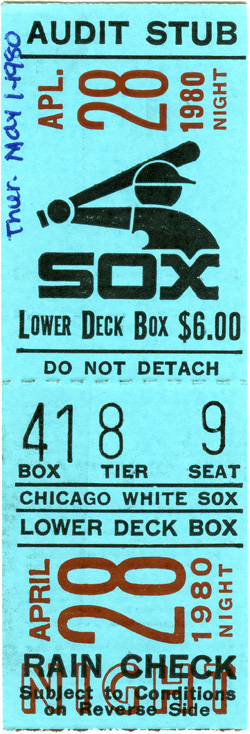 AUDIT STUB
Thur. May 1-1980
APL. 28 1980 NIGHT
SOX
LOWER DECK BOX $6.00
DO NOT DETACH
41 8 9
BOX TIER SEAT
CHICAGO WHITE SOX
LOWER DECK BOX
APRIL 28 1980 NIGHT
NIGHT
RAIN CHECK
Subject to Conditions
on Reverse Side